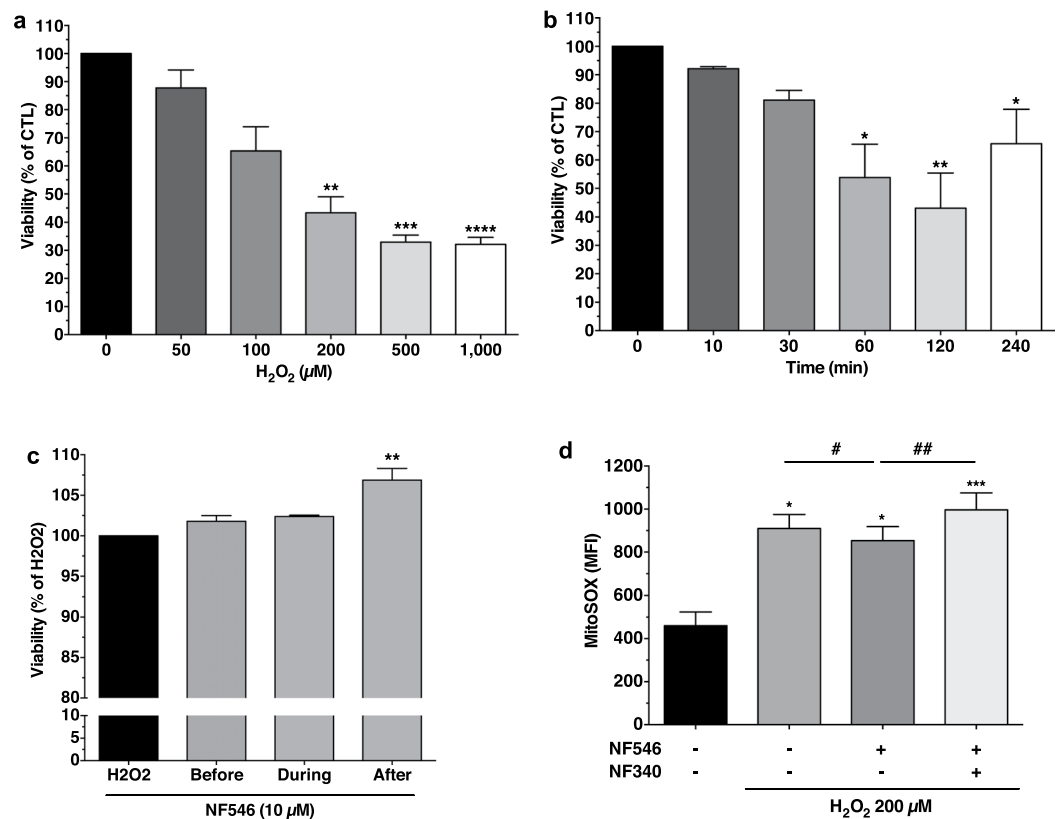 a
Viability (% of CTL)
110
100
90
80
70
60
50
40
30
20
10
0
** *** ****
0 50 100 200 500 1,000
H2O2 (µM)
b
Viability (% of CTL)
110
100
90
80
70
60
50
40
30
20
10
0
* ** *
0 10 30 60 120 240
Time (min)
c
Viability (% of H2O2)
110
105
100
95
90
85
80
10
5
0
**
H2O2 Before During After
NF546 (10 µM)
d
MitoSOX (MFI)
1200
1000
800
600
400
200
0
# ##
* * ***
NF546 - - + +
NF340 - - - +
H2O2 200 µM